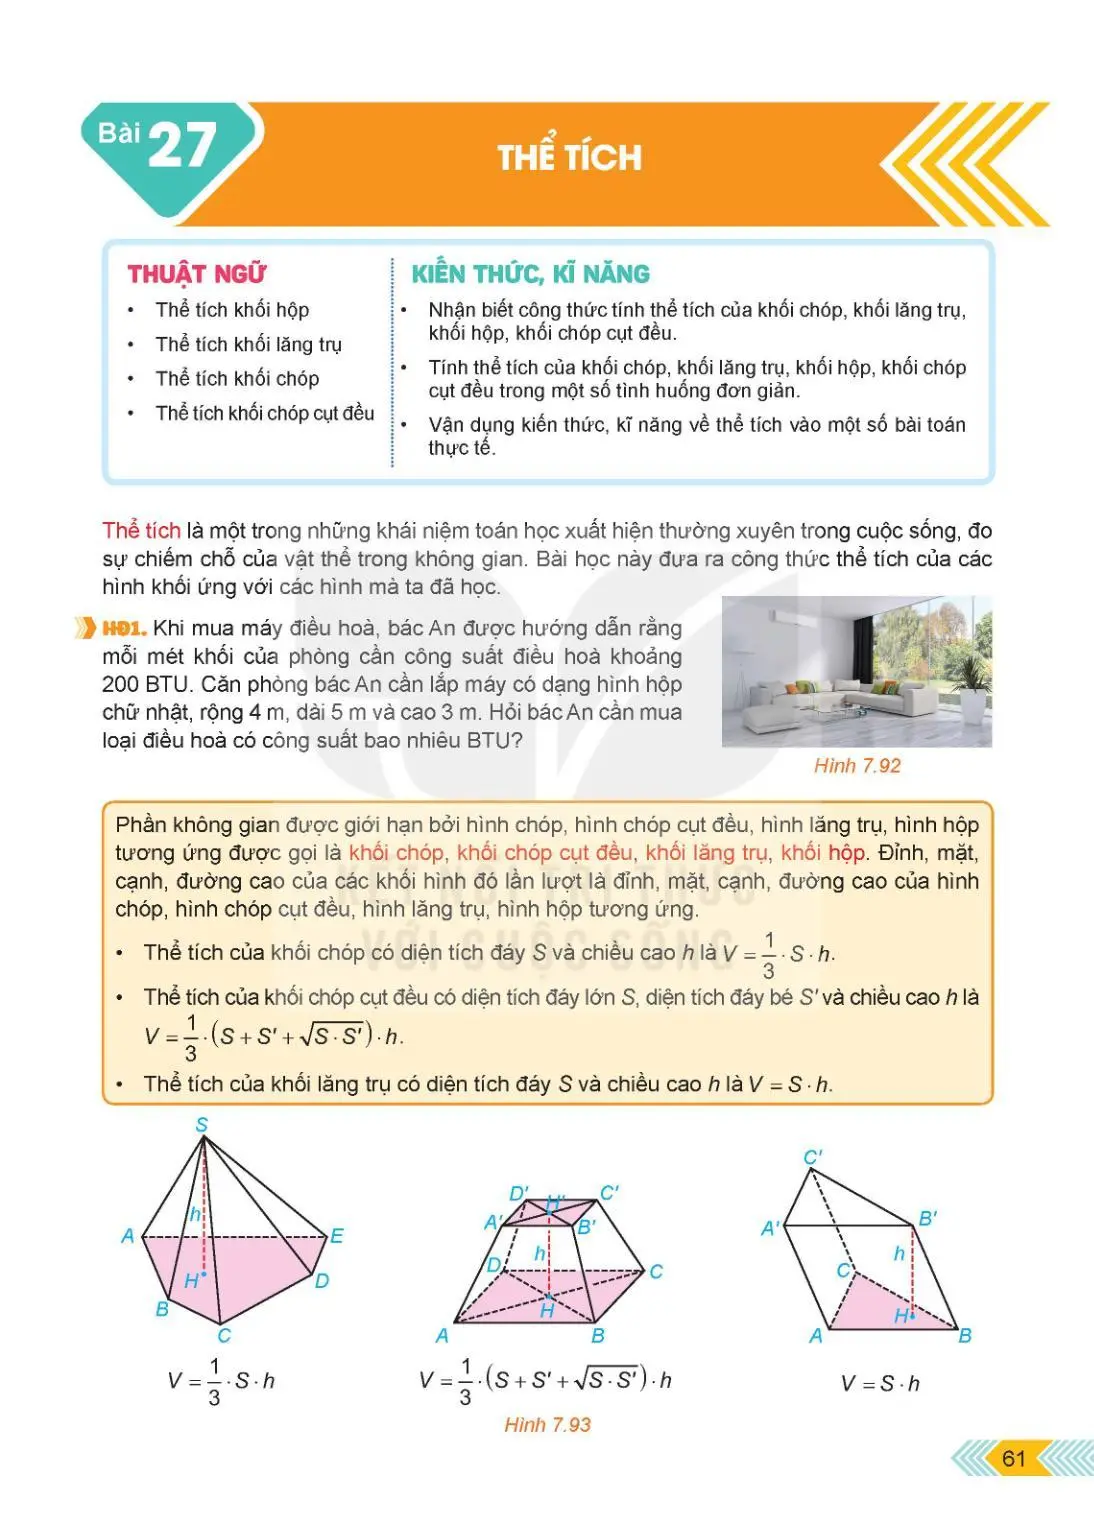 Bài 27
THỂ TÍCH
THUẬT NGỮ
• Thể tích khối hộp
• Thể tích khối lăng trụ
• Thể tích khối chóp
• Thể tích khối chóp cụt đều
KIẾN THỨC, KĨ NĂNG
• Nhận biết công thức tính thể tích của khối chóp, khối lăng trụ,
khối hộp, khối chóp cụt đều.
• Tính thể tích của khối chóp, khối lăng trụ, khối hộp, khối chóp
cụt đều trong một số tình huống đơn giản.
• Vận dụng kiến thức, kĩ năng về thể tích vào một số bài toán
thực tế.
Thể tích là một trong những khái niệm toán học xuất hiện thường xuyên trong cuộc sống, đo
sự chiếm chỗ của vật thể trong không gian. Bài học này đưa ra công thức thể tích của các
hình khối ứng với các hình mà ta đã học.
HĐ1. Khi mua máy điều hoà, bác An được hướng dẫn rằng
mỗi mét khối của phòng cần công suất điều hoà khoảng
200 BTU. Căn phòng bác An cần lắp máy có dạng hình hộp
chữ nhật, rộng 4 m, dài 5 m và cao 3 m. Hỏi bác An cần mua
loại điều hoà có công suất bao nhiêu BTU?
Hình 7.92
Phần không gian được giới hạn bởi hình chóp, hình chóp cụt đều, hình lăng trụ, hình hộp
tương ứng được gọi là khối chóp, khối chóp cụt đều, khối lăng trụ, khối hộp. Đỉnh, mặt,
cạnh, đường cao của các khối hình đó lần lượt là đỉnh, mặt, cạnh, đường cao của hình
chóp, hình chóp cụt đều, hình lăng trụ, hình hộp tương ứng.
• Thể tích của khối chóp có diện tích đáy S và chiều cao h là V = 1/3 · S · h.
• Thể tích của khối chóp cụt đều có diện tích đáy lớn S, diện tích đáy bé S' và chiều cao h là
V = 1/3 · (S + S' + √(S · S')) · h.
• Thể tích của khối lăng trụ có diện tích đáy S và chiều cao h là V = S · h.
KẾT NỐI TRI THỨC
VỚI CUỘC SỐNG
S
h
A
E
H
D
B
C
V = 1/3 · S · h
D'
H'
C'
A'
B'
h
D
C
H
A
B
V = 1/3 · (S + S' + √(S · S')) · h
C'
A'
B'
h
C
H
A
B
V = S · h
Hình 7.93
61